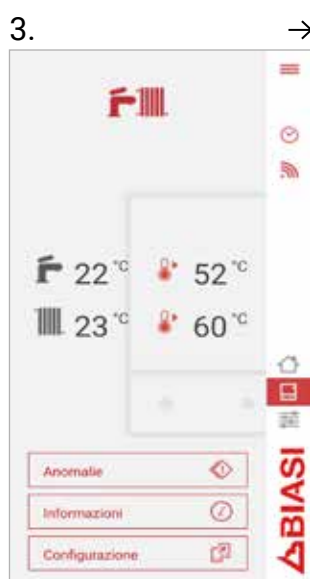 3.
22 °C 52 °C
23 °C 60 °C
Anomalie
Informazioni
Configurazione
BIASI